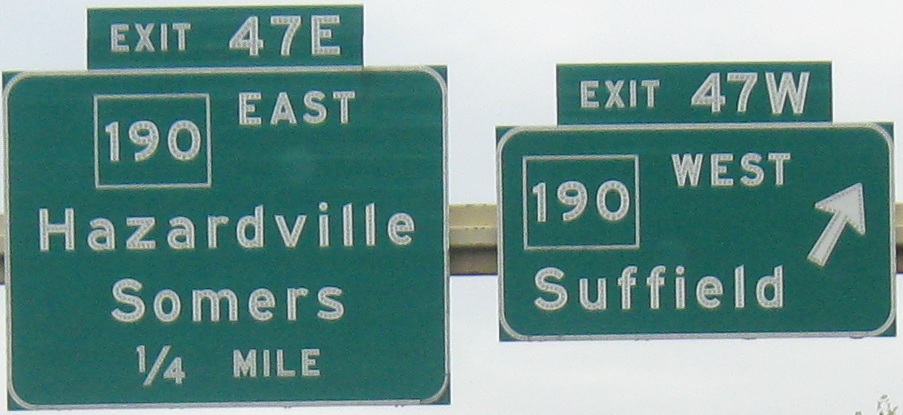 EXIT 47E
190 EAST
Hazardville
Somers
1/4 MILE
EXIT 47W
190 WEST
Suffield